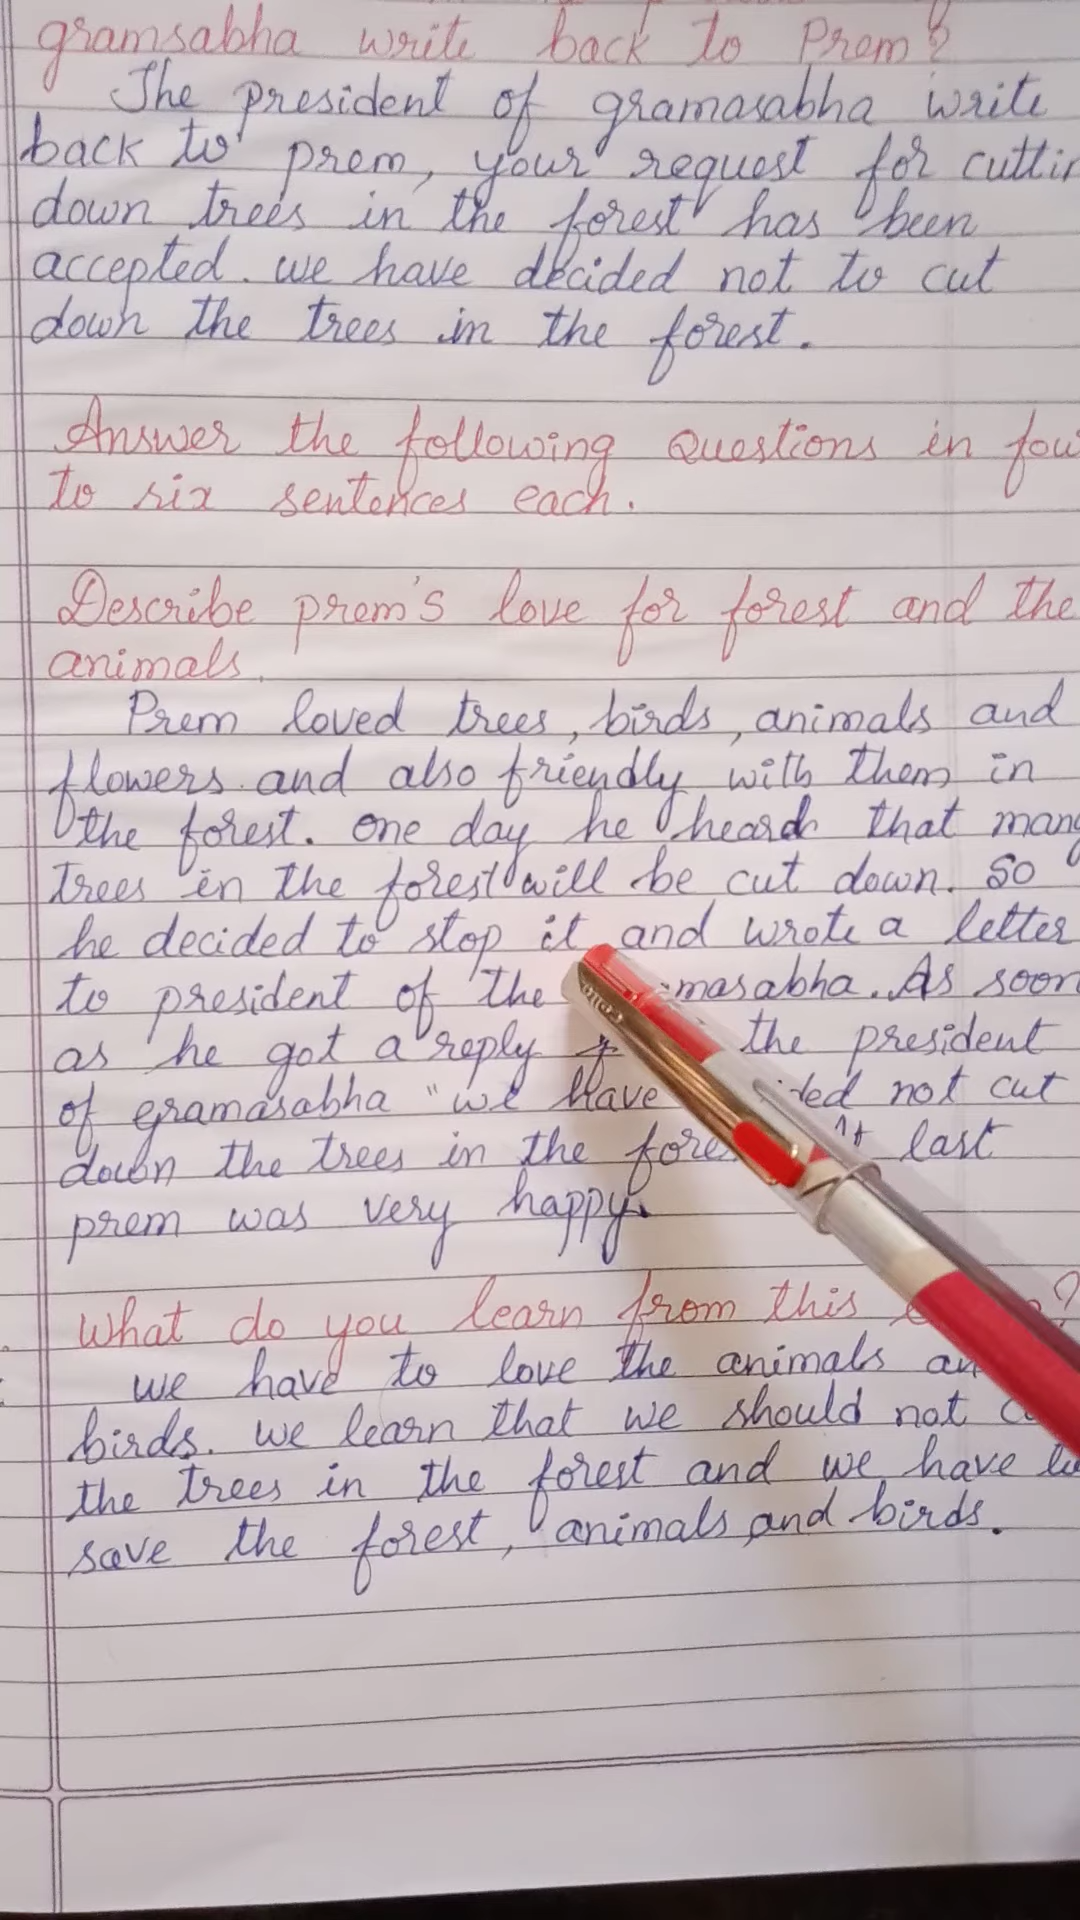 gramsabha write back to Prem?
The president of gramasabha write
back to prem, your request for cuttin
down trees in the forest has been
accepted. we have decided not to cut
down the trees in the forest.
Answer the following Questions in fou
to six sentences each.
Describe prem's love for forest and the
animals.
Prem loved trees, birds, animals and
flowers. and also friendly with them in
the forest. One day he heard that many
trees in the forest will be cut down. So
he decided to stop it and wrote a letter
to president of the masabha. As soon
as he got a reply the president
of gramasabha "we have ded not cut
down the trees in the fore At last
prem was very happy.
What do you learn from this ?
we have to love the animals an
birds. we learn that we should not
the trees in the forest and we have to
save the forest, animals, and birds.